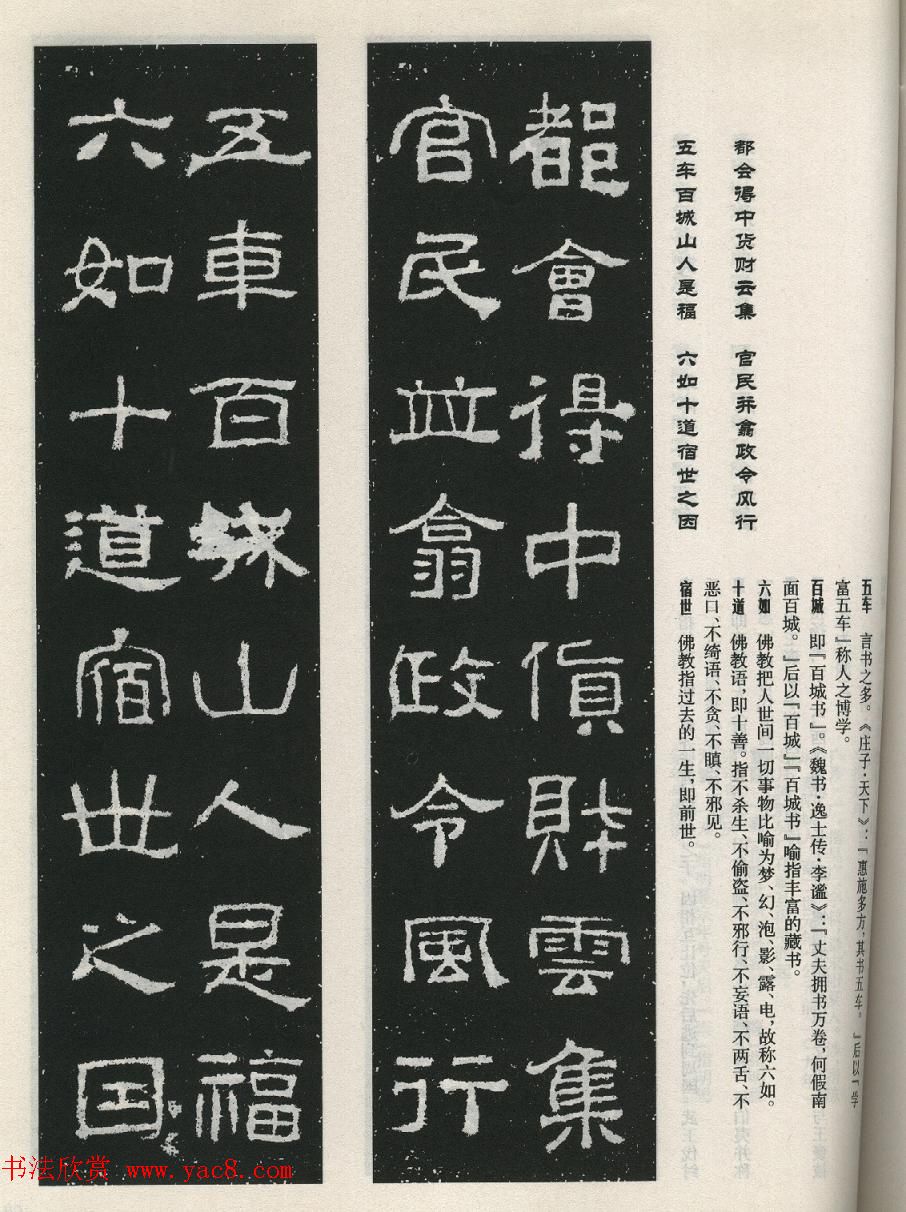 都会得中货财云集 官民并翕政令风行
五车百城山人是福 六如十道宿世之因
五车 言书之多。《庄子·天下》：『惠施多方，其书五车。』后以『学
富五车』称人之博学。
百城 即『百城书』。《魏书·逸士传·李谧》：『丈夫拥书万卷，何假南
面百城。』后以『百城』『百城书』喻指丰富的藏书。
六如 佛教把人世间一切事物比喻为梦、幻、泡、影、露、电，故称六如。
十道 佛教语，即十善。指不杀生、不偷盗、不邪行、不妄语、不两舌、不
恶口、不绮语、不贪、不瞋、不邪见。
宿世 佛教指过去的一生，即前世。
都會得中貨財雲集
官民並翕政令風行
五車百城山人是福
六如十道宿世之因
书法欣赏 www.yac8.com